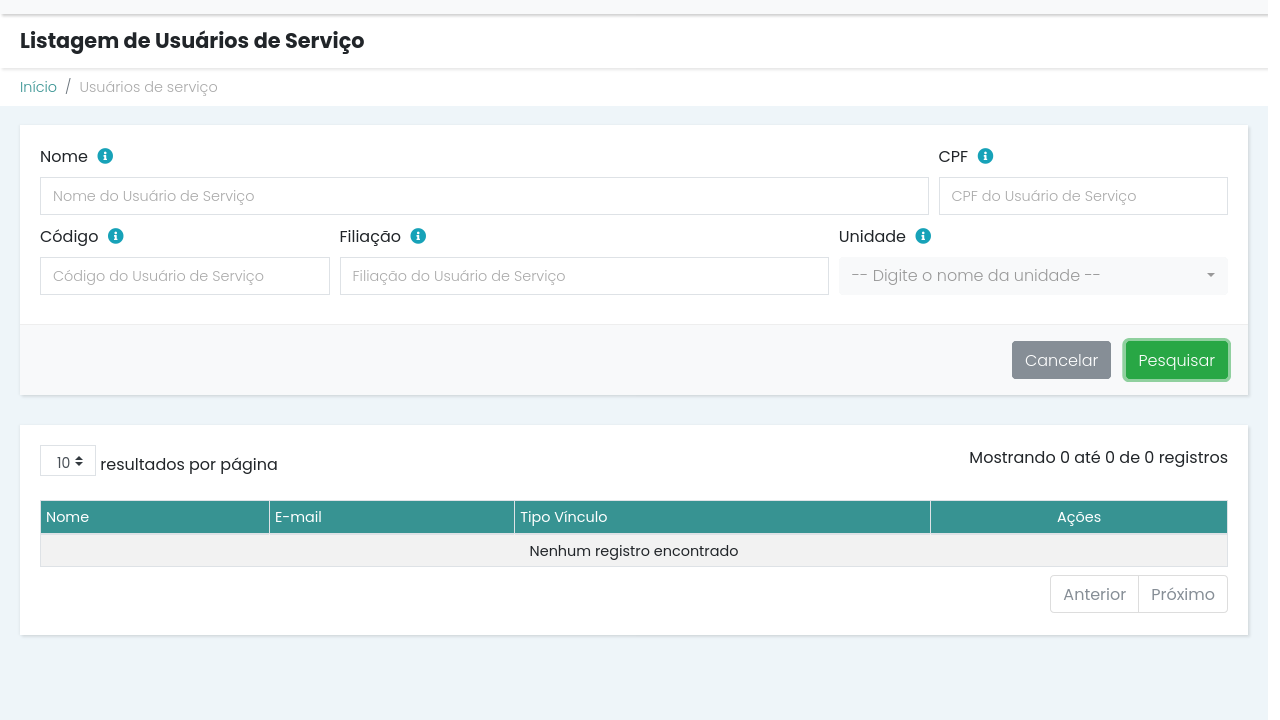 Listagem de Usuários de Serviço
Início / Usuários de serviço
Nome
CPF
Nome do Usuário de Serviço
CPF do Usuário de Serviço
Código
Filiação
Unidade
Código do Usuário de Serviço
Filiação do Usuário de Serviço
-- Digite o nome da unidade --
Cancelar
Pesquisar
10 resultados por página
Mostrando 0 até 0 de 0 registros
Nome E-mail Tipo Vínculo Ações
Nenhum registro encontrado
Anterior Próximo